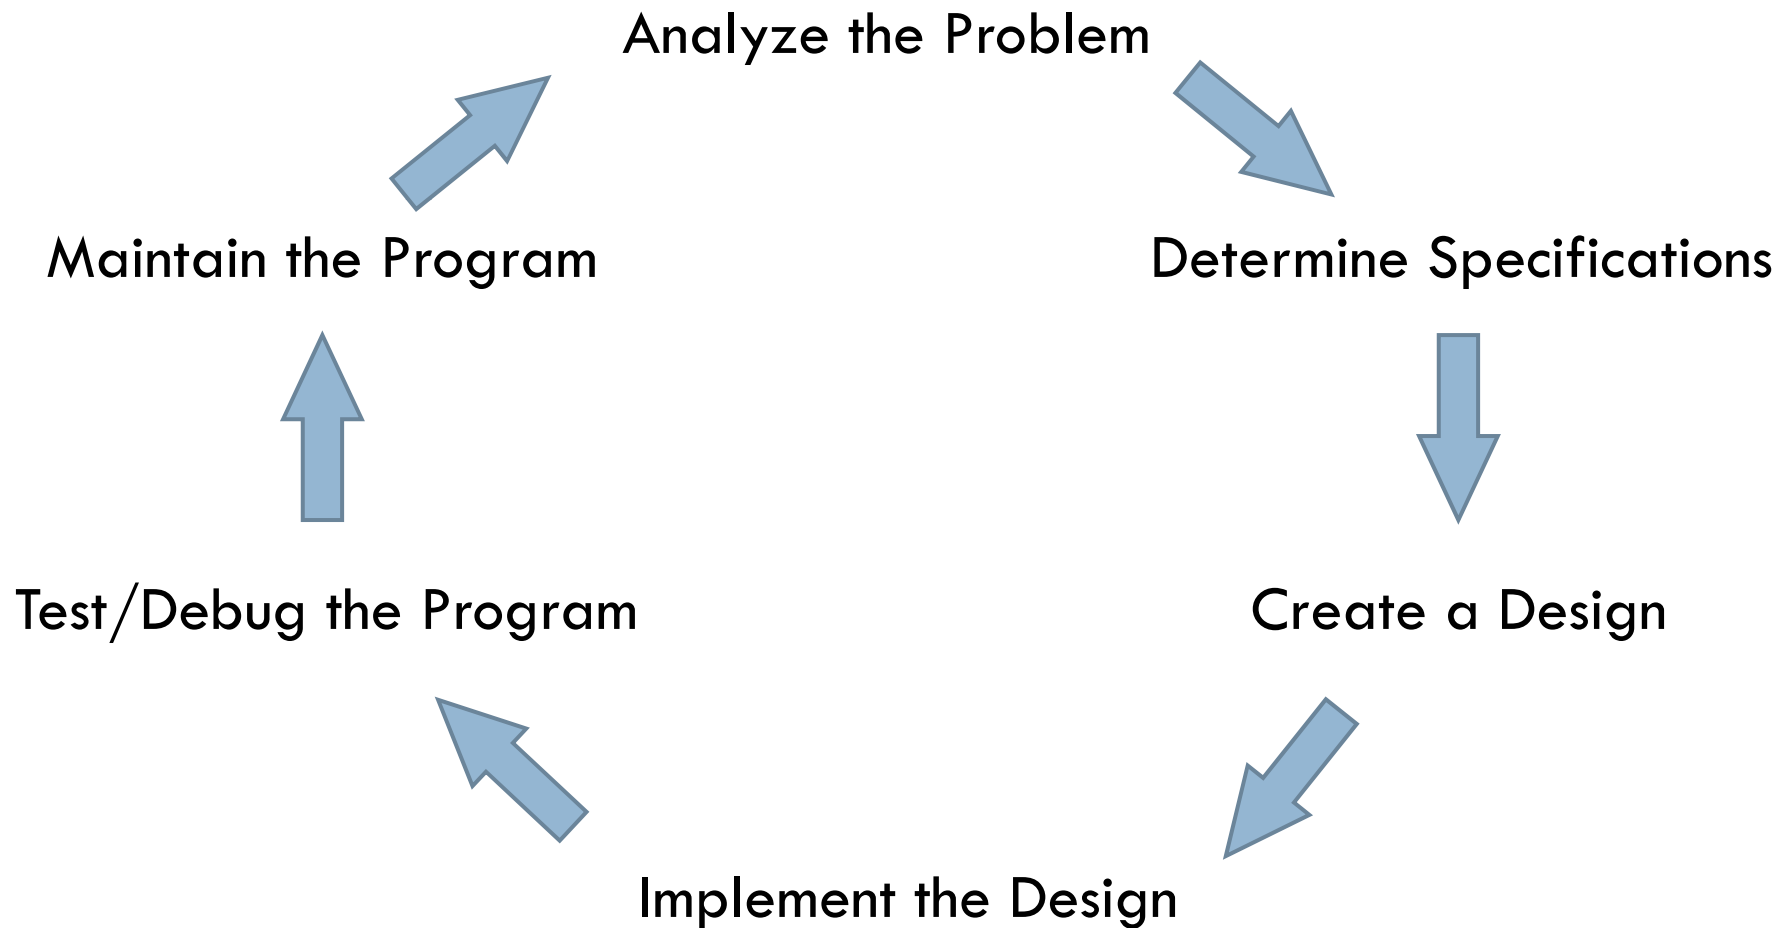 Analyze the Problem
Determine Specifications
Create a Design
Implement the Design
Test/Debug the Program
Maintain the Program